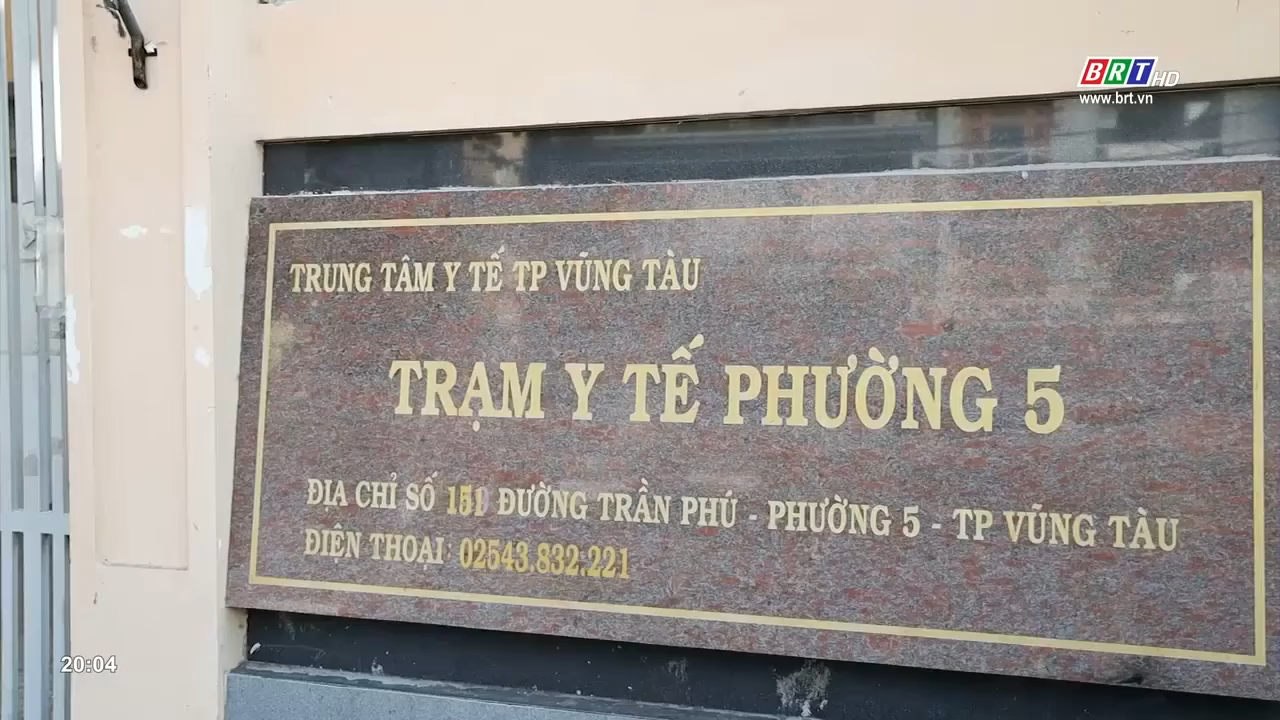 BRT HD
www.brt.vn
TRUNG TÂM Y TẾ TP VŨNG TÀU
TRẠM Y TẾ PHƯỜNG 5
ĐỊA CHỈ SỐ 151 ĐƯỜNG TRẦN PHÚ - PHƯỜNG 5 - TP VŨNG TÀU
ĐIỆN THOẠI: 02543.832.221
20:04